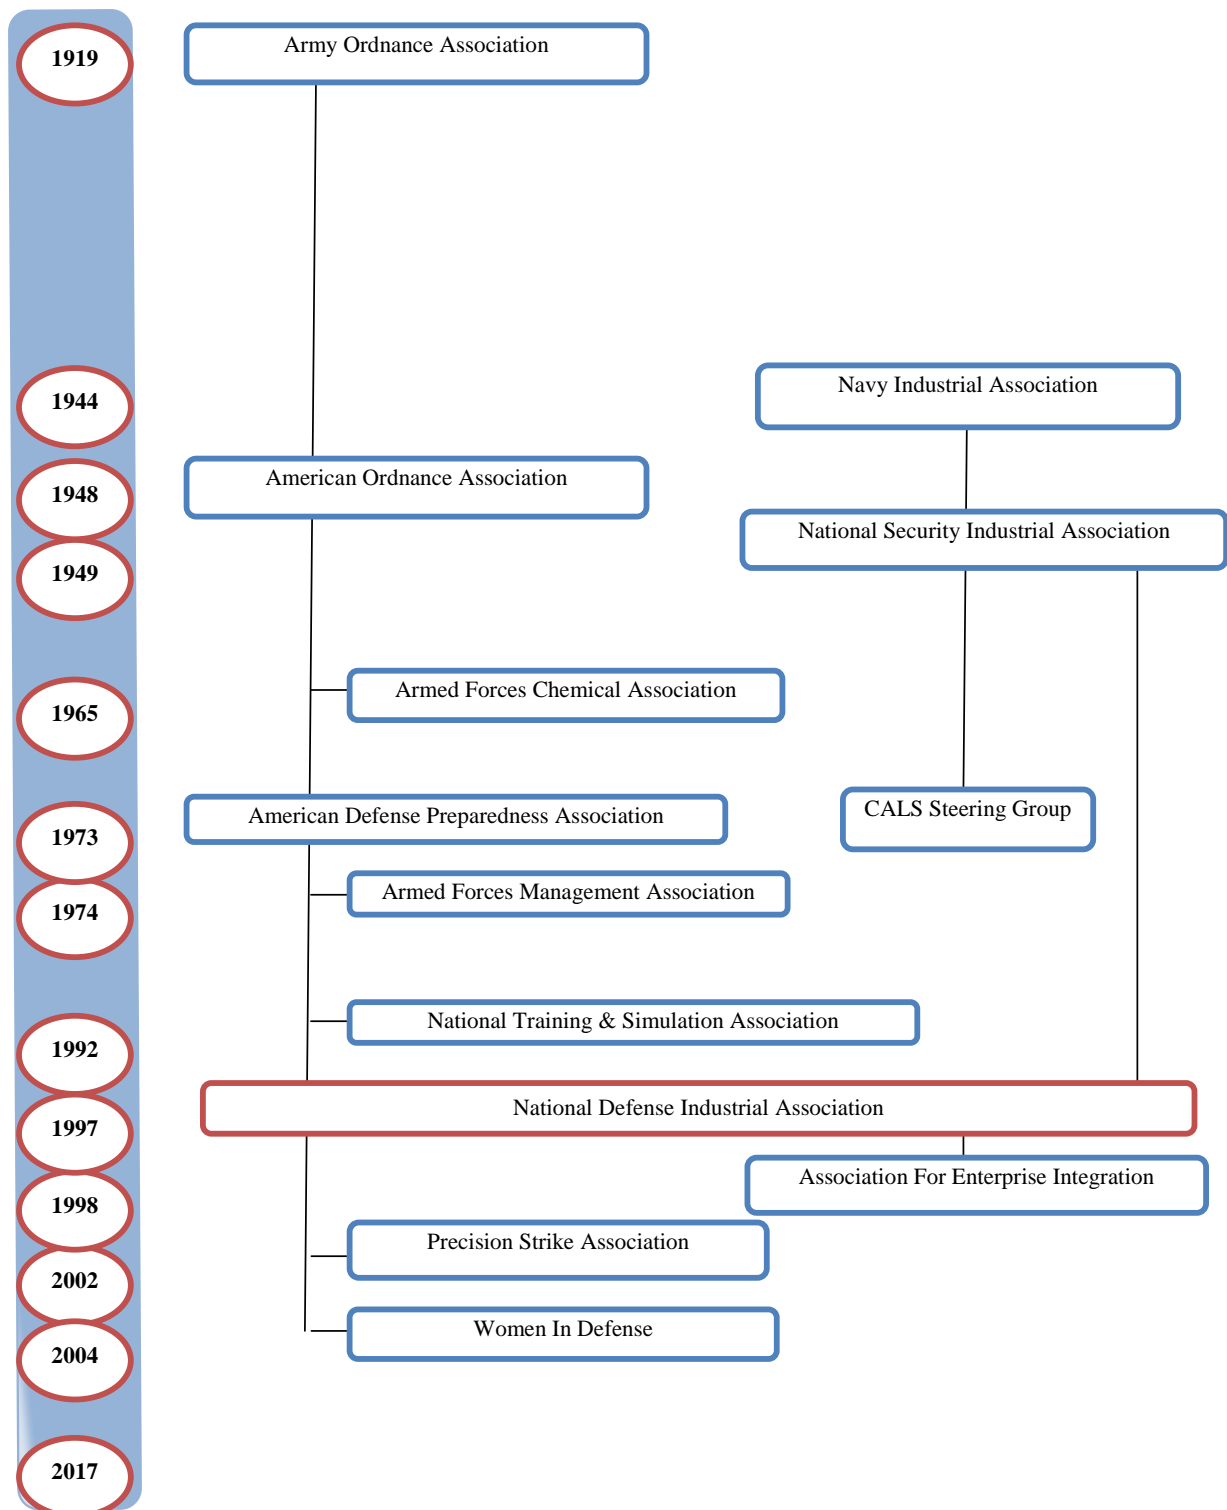 1919
Army Ordnance Association
1944
Navy Industrial Association
1948
American Ordnance Association
National Security Industrial Association
1949
Armed Forces Chemical Association
1965
American Defense Preparedness Association
CALS Steering Group
1973
Armed Forces Management Association
1974
National Training & Simulation Association
1992
National Defense Industrial Association
1997
Association For Enterprise Integration
1998
Precision Strike Association
2002
Women In Defense
2004
2017